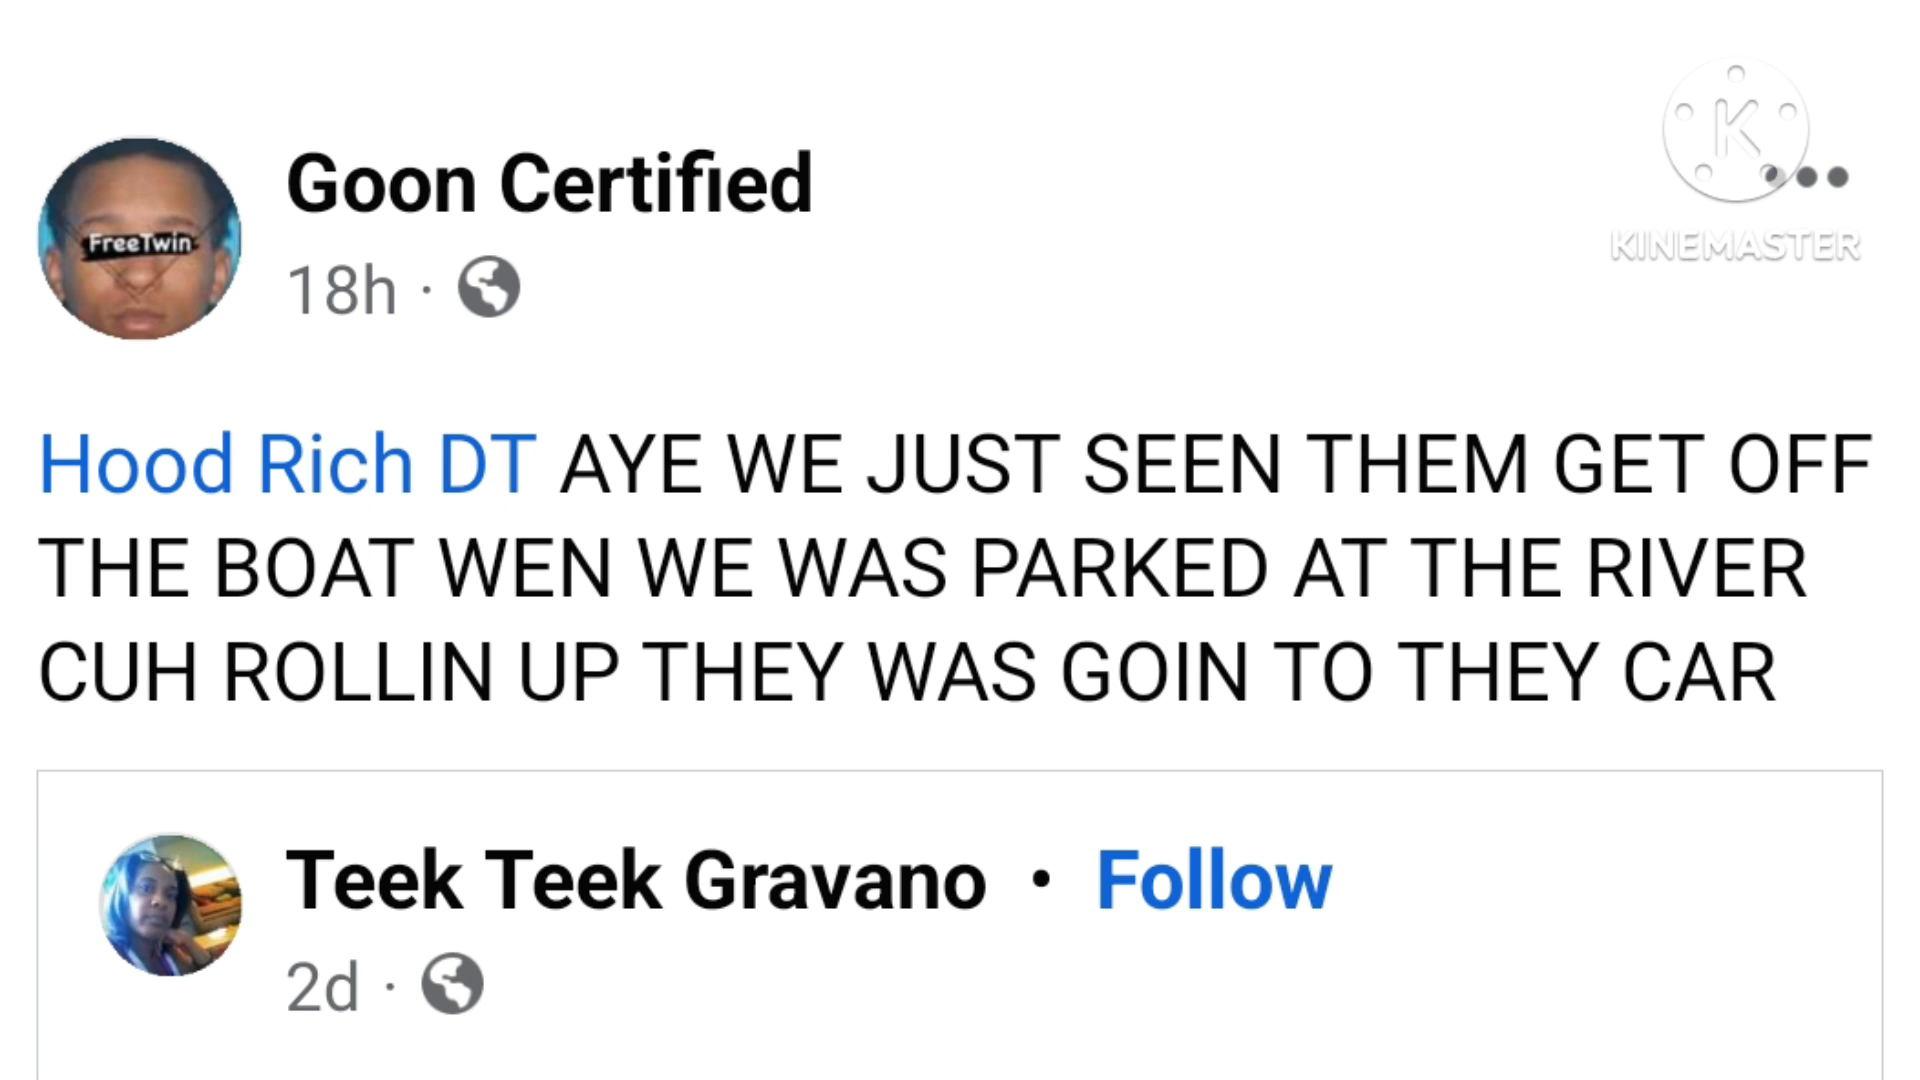 Goon Certified
18h ·
FreeTwin
KINEMASTER
Hood Rich DT AYE WE JUST SEEN THEM GET OFF
THE BOAT WEN WE WAS PARKED AT THE RIVER
CUH ROLLIN UP THEY WAS GOIN TO THEY CAR
Teek Teek Gravano • Follow
2d ·